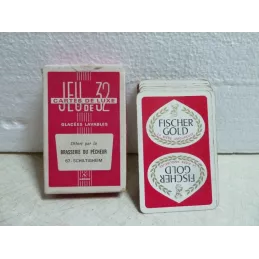 JEU DE 32
CARTES DE LUXE
GLACÉES LAVABLES
Offert par la
BRASSERIE DU PÊCHEUR
67-SCHILTIGHEIM
FISCHER
GOLD
FISCHER
GOLD